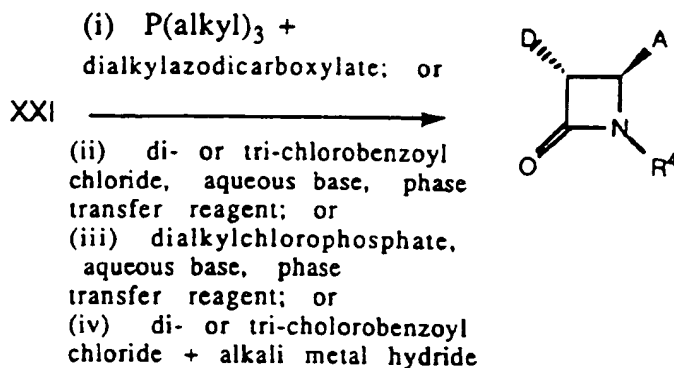 (i) P(alkyl)3 +
dialkylazodicarboxylate; or
XXI
(ii) di- or tri-chlorobenzoyl
chloride, aqueous base, phase
transfer reagent; or
(iii) dialkylchlorophosphate,
aqueous base, phase
transfer reagent; or
(iv) di- or tri-cholorobenzoyl
chloride + alkali metal hydride
D A
N
O R4